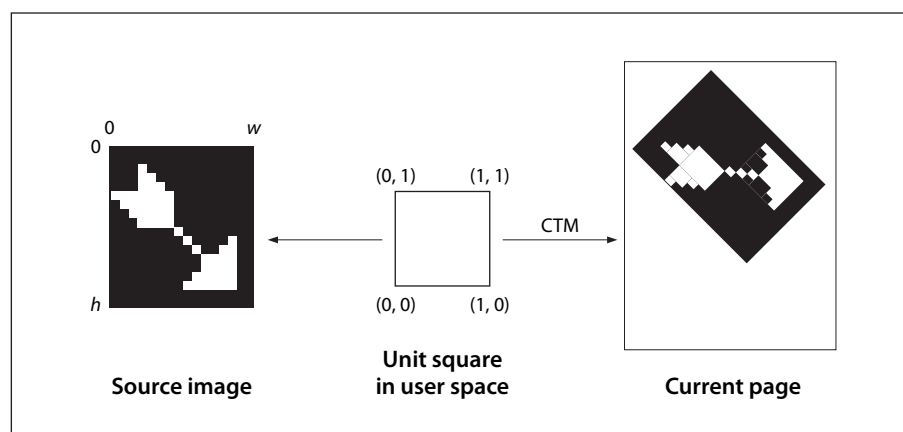 0 w
0
h
Source image
(0, 1) (1, 1)
(0, 0) (1, 0)
Unit square
in user space
CTM
Current page